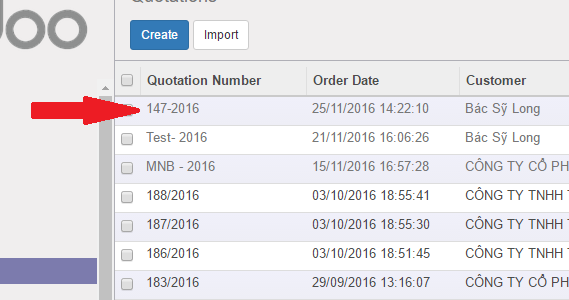 Quotations
Create Import
Quotation Number Order Date Customer
147-2016 25/11/2016 14:22:10 Bác Sỹ Long
Test- 2016 21/11/2016 16:06:26 Bác Sỹ Long
MNB - 2016 15/11/2016 16:57:28 CÔNG TY CỔ PH
188/2016 03/10/2016 18:55:41 CÔNG TY TNHH
187/2016 03/10/2016 18:55:30 CÔNG TY TNHH
186/2016 03/10/2016 18:51:45 CÔNG TY TNHH
183/2016 29/09/2016 13:16:07 CÔNG TY CỔ PH